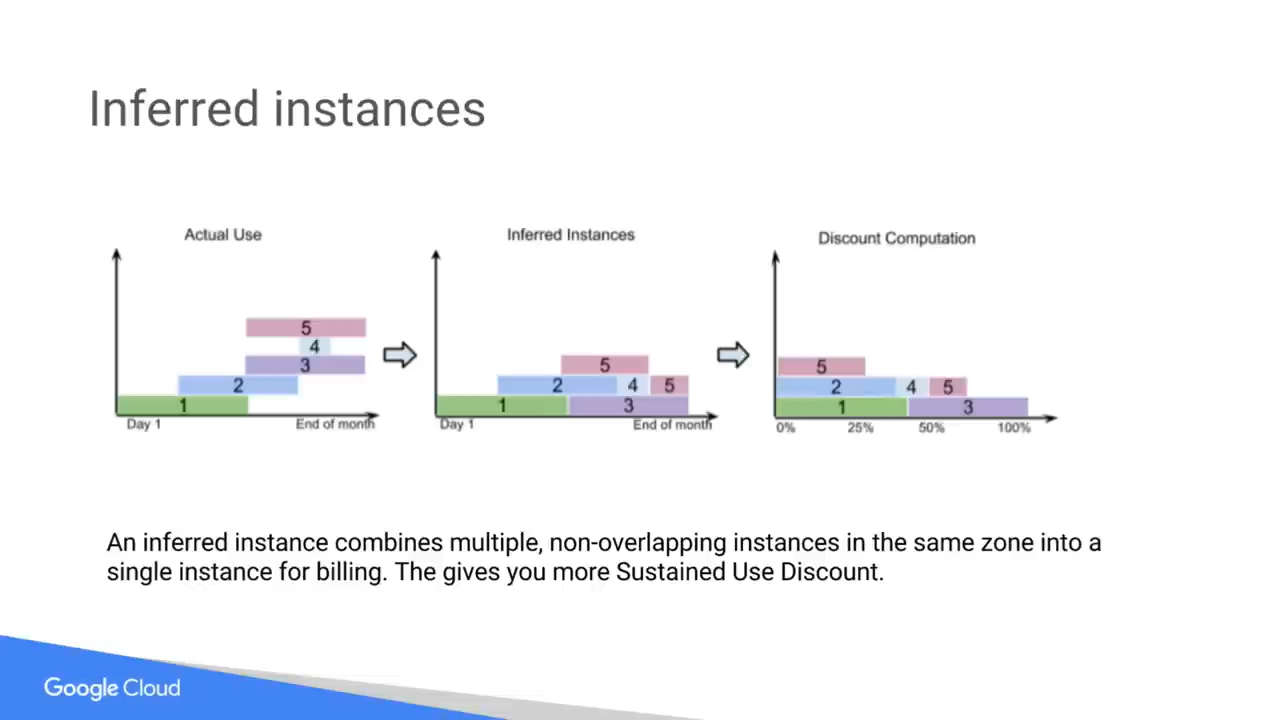 Inferred instances
Actual Use
5
4
3
2
1
Day 1 End of month
Inferred Instances
5
2 4 5
1 3
Day 1 End of month
Discount Computation
5
2 4 5
1 3
0% 25% 50% 100%
An inferred instance combines multiple, non-overlapping instances in the same zone into a
single instance for billing. The gives you more Sustained Use Discount.
Google Cloud